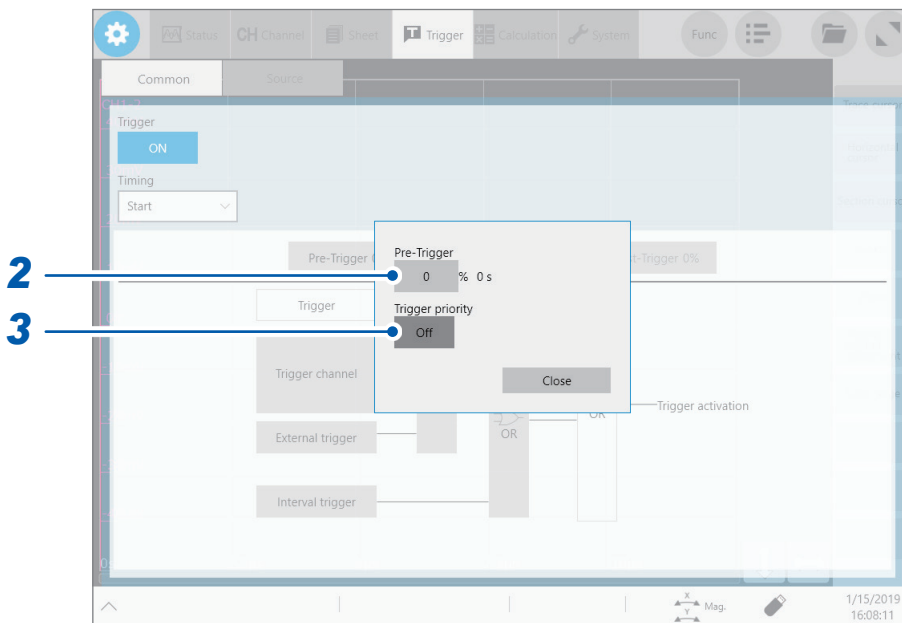 Status
CH Channel
Sheet
Trigger
Calculation
System
Func
Common
Source
Trigger
ON
Timing
Start
Pre-Trigger
st-Trigger 0%
Pre-Trigger
2
0 % 0 s
Trigger priority
3
Off
Close
Trigger
Trigger channel
Trigger activation
External trigger
OR
OR
Interval trigger
X
Y
Mag.
1/15/2019
16:08:11